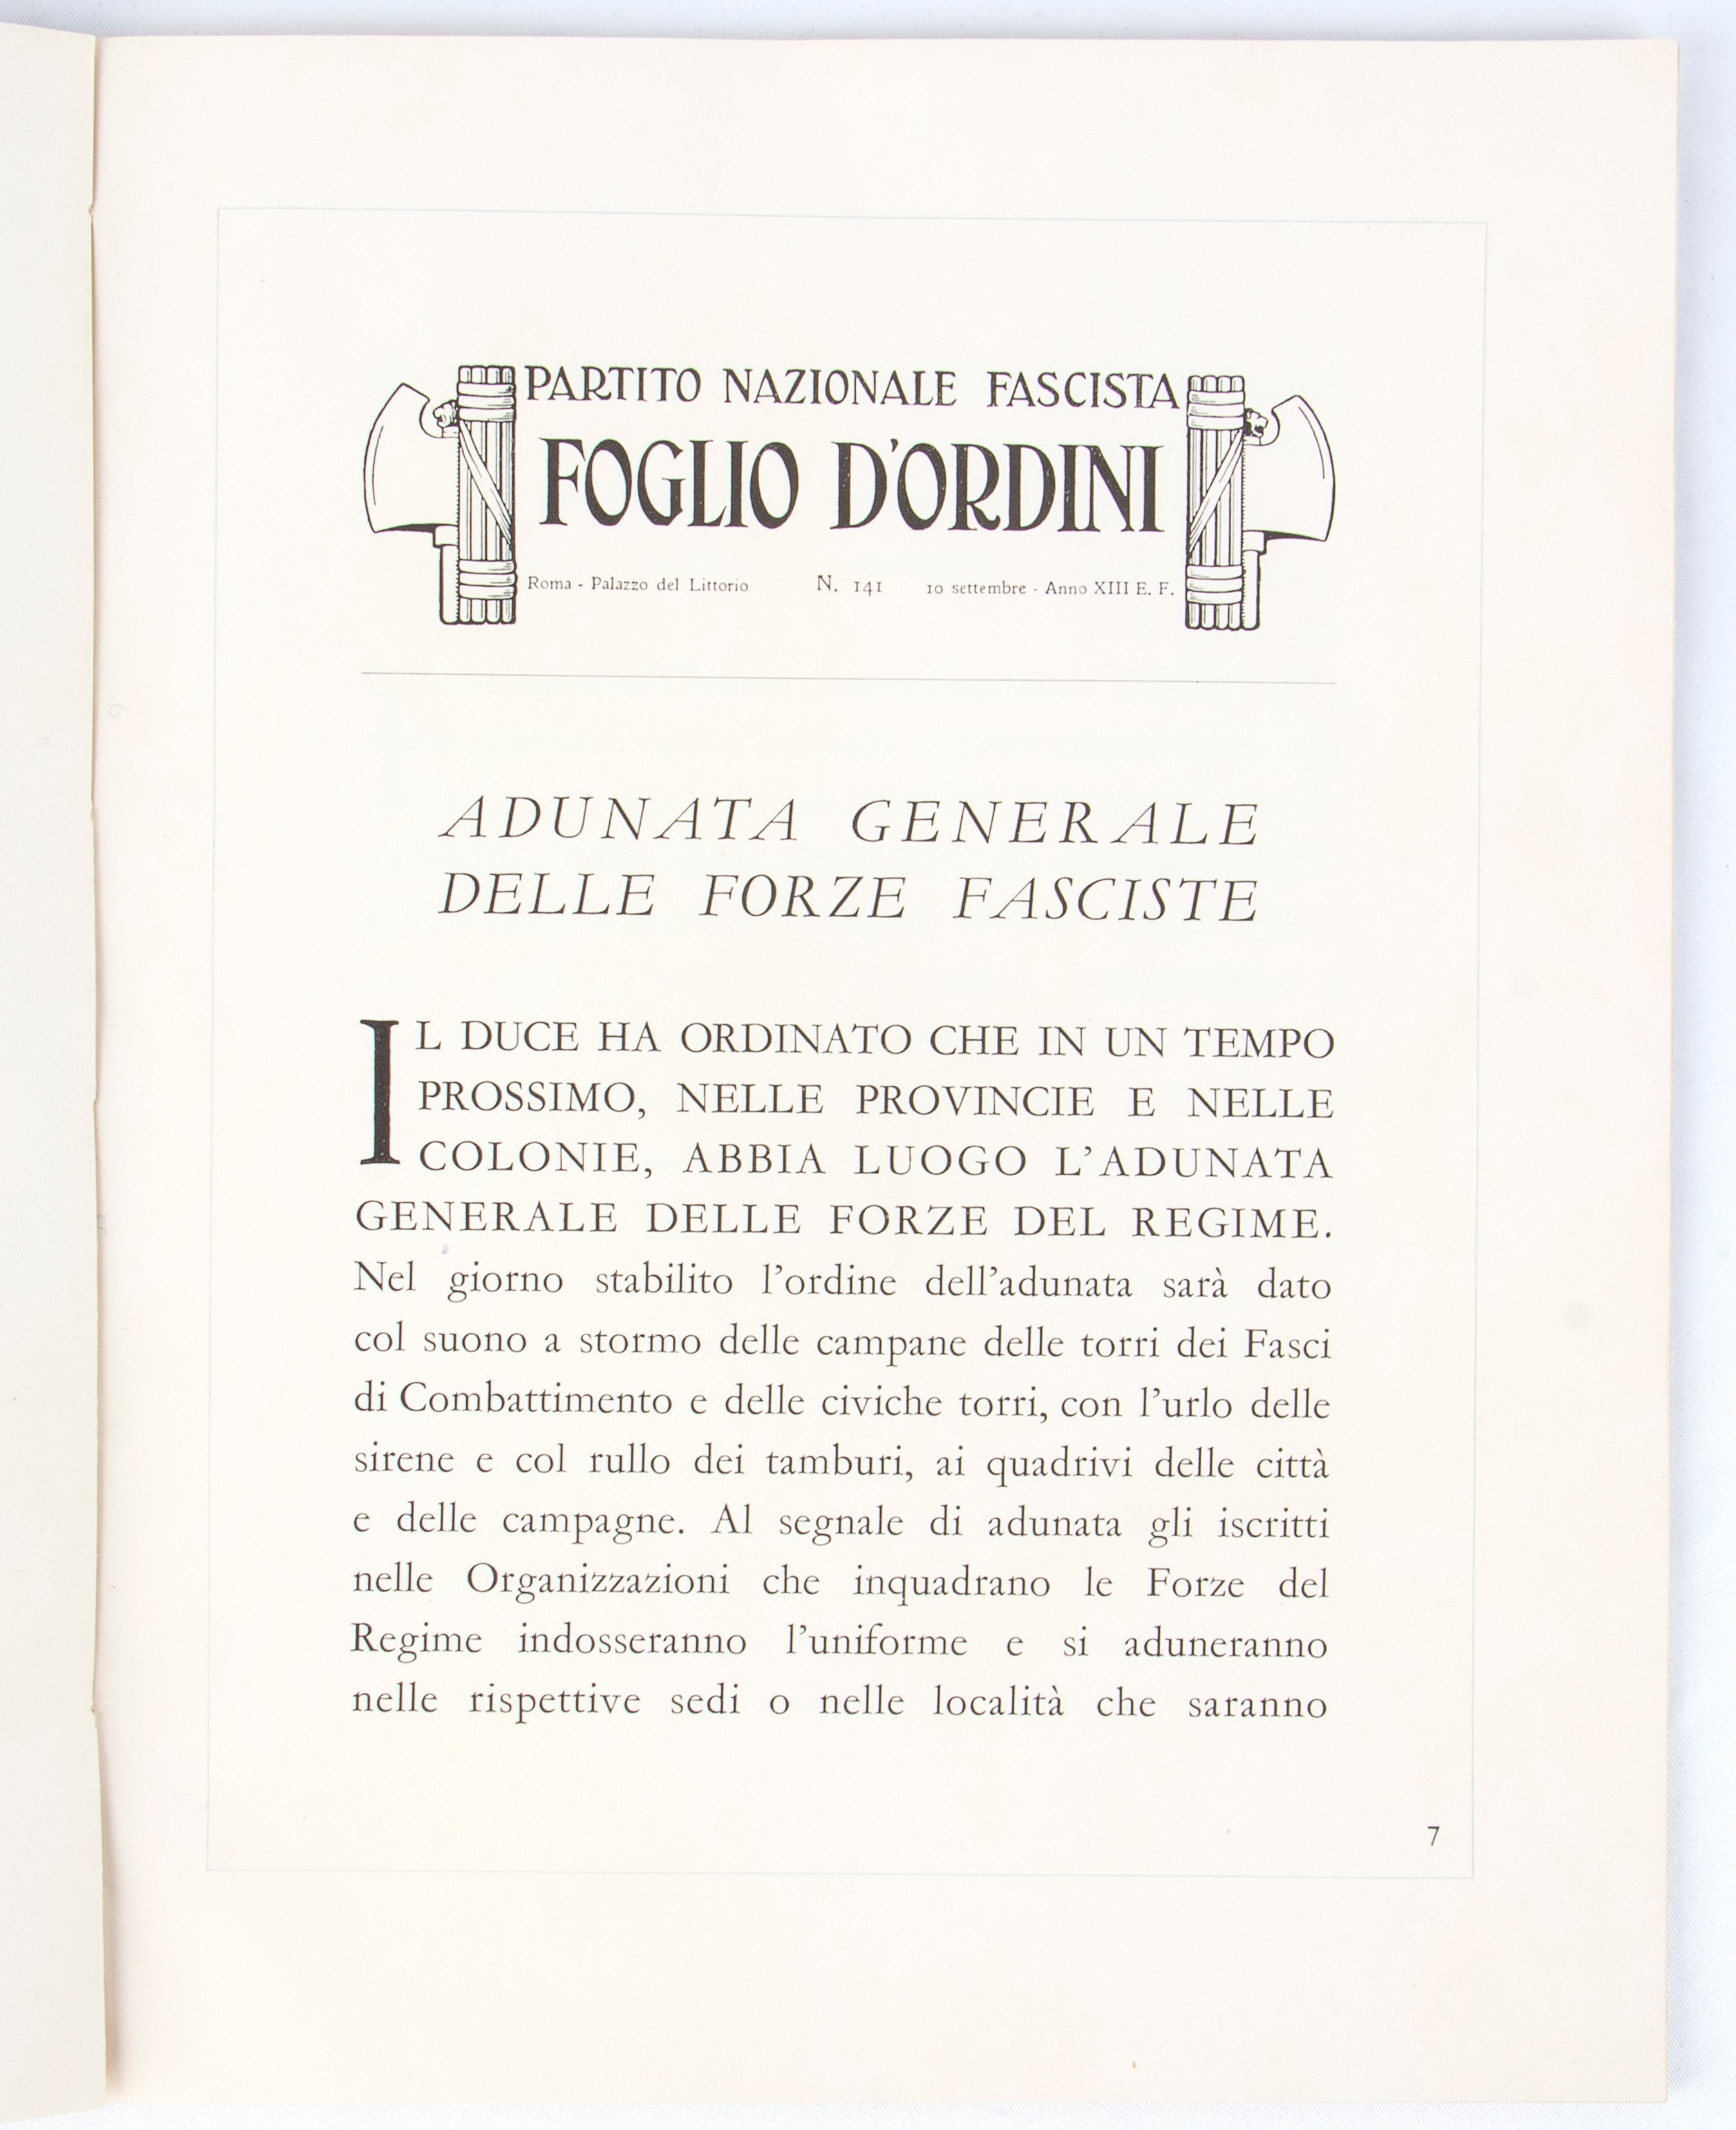 PARTITO NAZIONALE FASCISTA
FOGLIO D'ORDINI
Roma - Palazzo del Littorio N. 141 10 settembre - Anno XIII E. F.
ADUNATA GENERALE
DELLE FORZE FASCISTE
IL DUCE HA ORDINATO CHE IN UN TEMPO
PROSSIMO, NELLE PROVINCIE E NELLE
COLONIE, ABBIA LUOGO L'ADUNATA
GENERALE DELLE FORZE DEL REGIME.
Nel giorno stabilito l'ordine dell'adunata sarà dato
col suono a stormo delle campane delle torri dei Fasci
di Combattimento e delle civiche torri, con l'urlo delle
sirene e col rullo dei tamburi, ai quadrivi delle città
e delle campagne. Al segnale di adunata gli iscritti
nelle Organizzazioni che inquadrano le Forze del
Regime indosseranno l'uniforme e si aduneranno
nelle rispettive sedi o nelle località che saranno
7